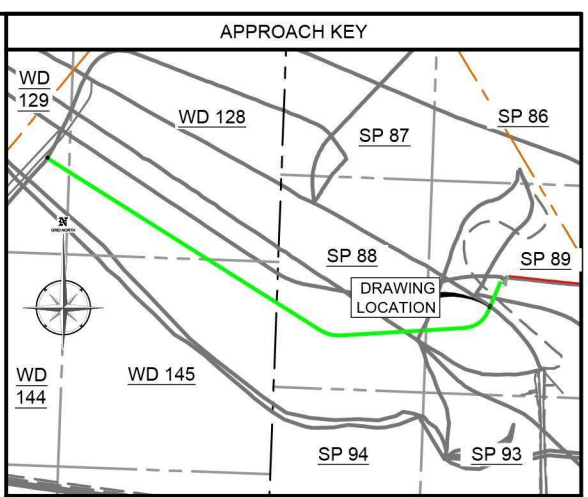 APPROACH KEY
WD
129
WD 128
SP 87
SP 86
N
GRID NORTH
SP 88
SP 89
DRAWING
LOCATION
WD
144
WD 145
SP 94
SP 93